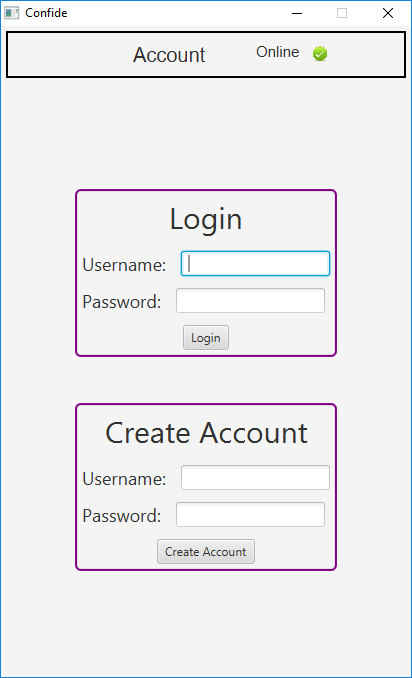 Confide
Account Online
Login
Username:
Password:
Login
Create Account
Username:
Password:
Create Account